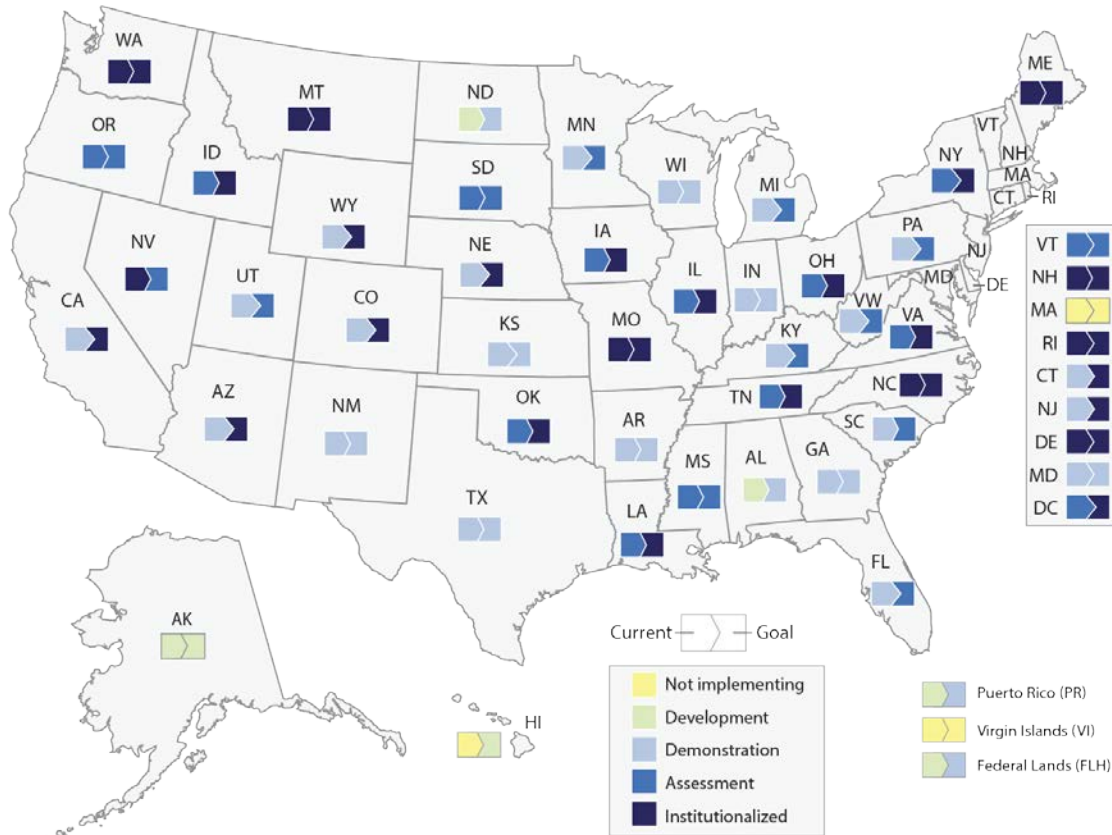 WA
MT
ND
MN
ME
OR
ID
SD
WI
MI
NY
VT
NH
MA
CT
RI
WY
NV
UT
NE
IA
PA
NJ
CA
CO
KS
MO
IL
IN
OH
VW
VA
MD
DE
KY
AZ
NM
OK
AR
TN
NC
SC
TX
LA
MS
AL
GA
FL
AK
HI
VT
NH
MA
RI
CT
NJ
DE
MD
DC
Current
Goal
Not implementing
Development
Demonstration
Assessment
Institutionalized
Puerto Rico (PR)
Virgin Islands (VI)
Federal Lands (FLH)